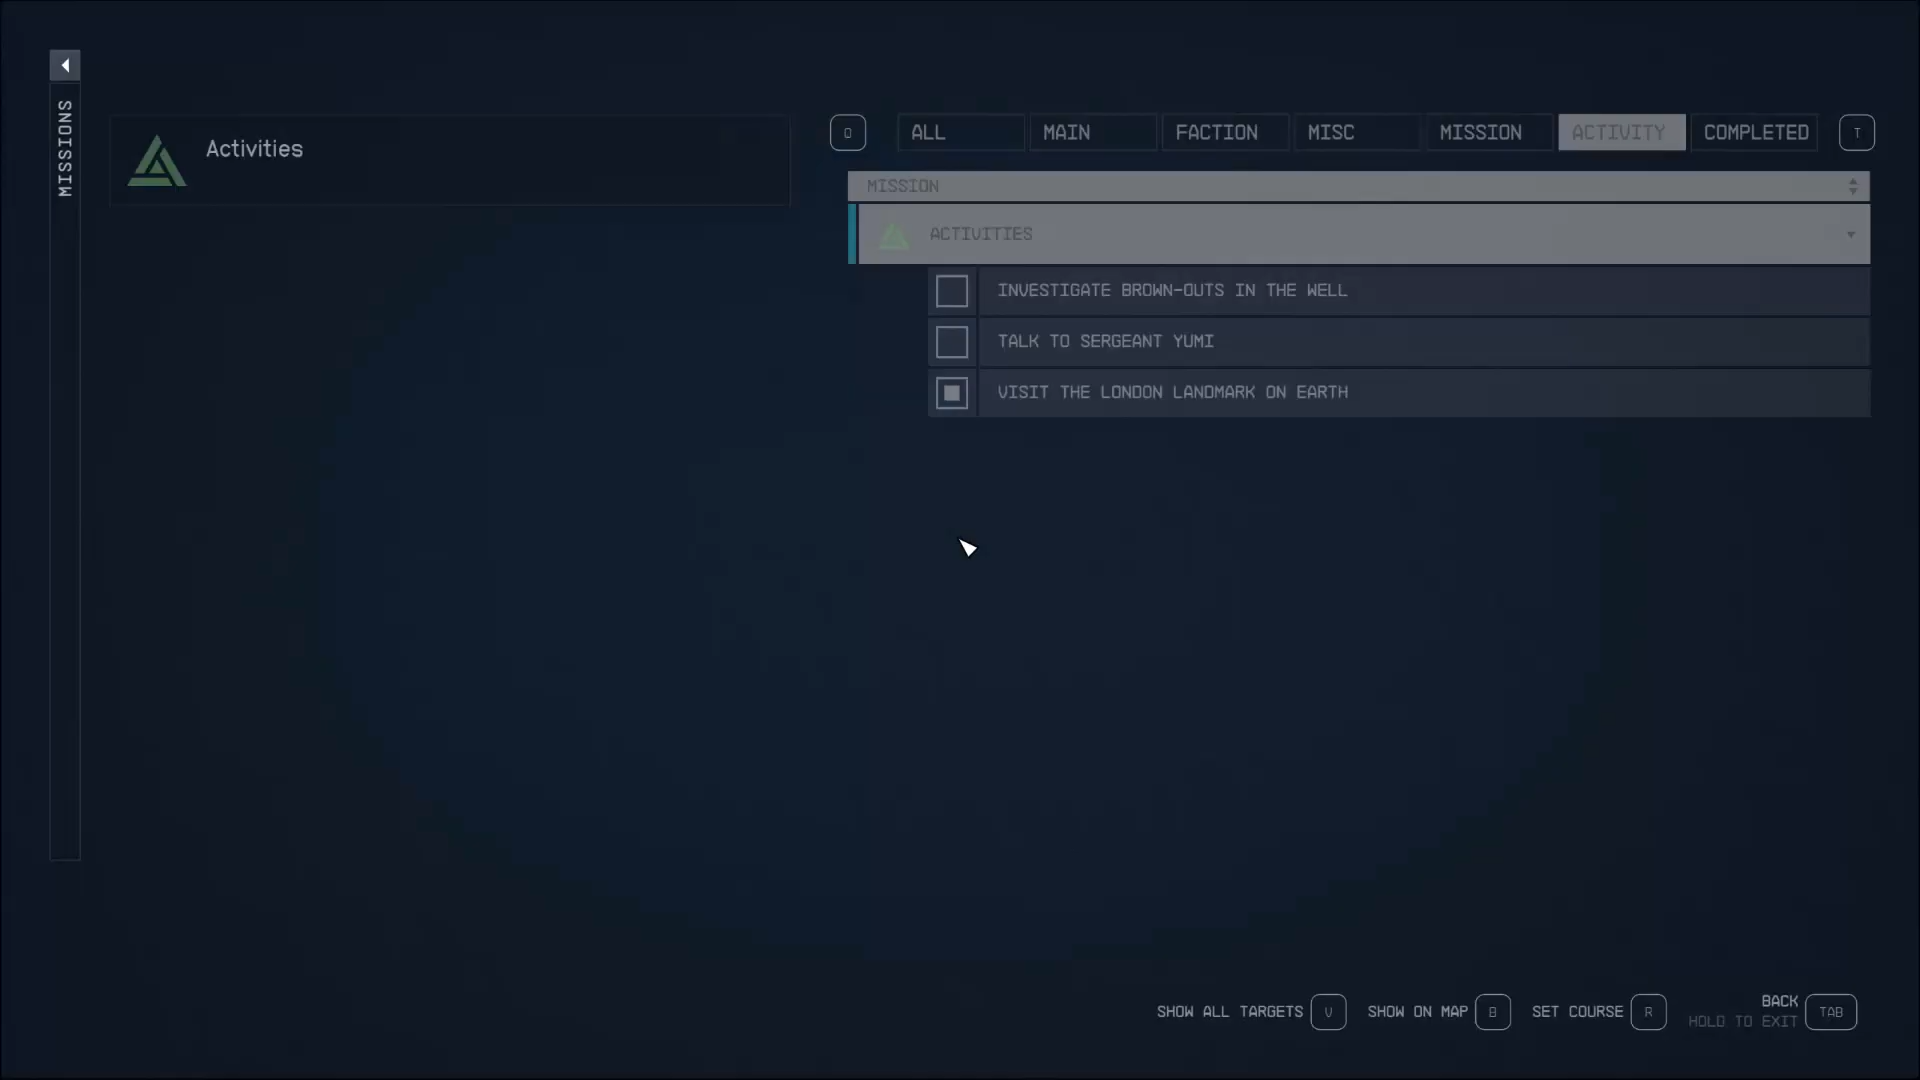 MISSIONS
Activities
Q
ALL
MAIN
FACTION
MISC
MISSION
ACTIVITY
COMPLETED
T
MISSION
ACTIVITIES
INVESTIGATE BROWN-OUTS IN THE WELL
TALK TO SERGEANT YUMI
VISIT THE LONDON LANDMARK ON EARTH
SHOW ALL TARGETS V
SHOW ON MAP B
SET COURSE R
BACK
HOLD TO EXIT
TAB